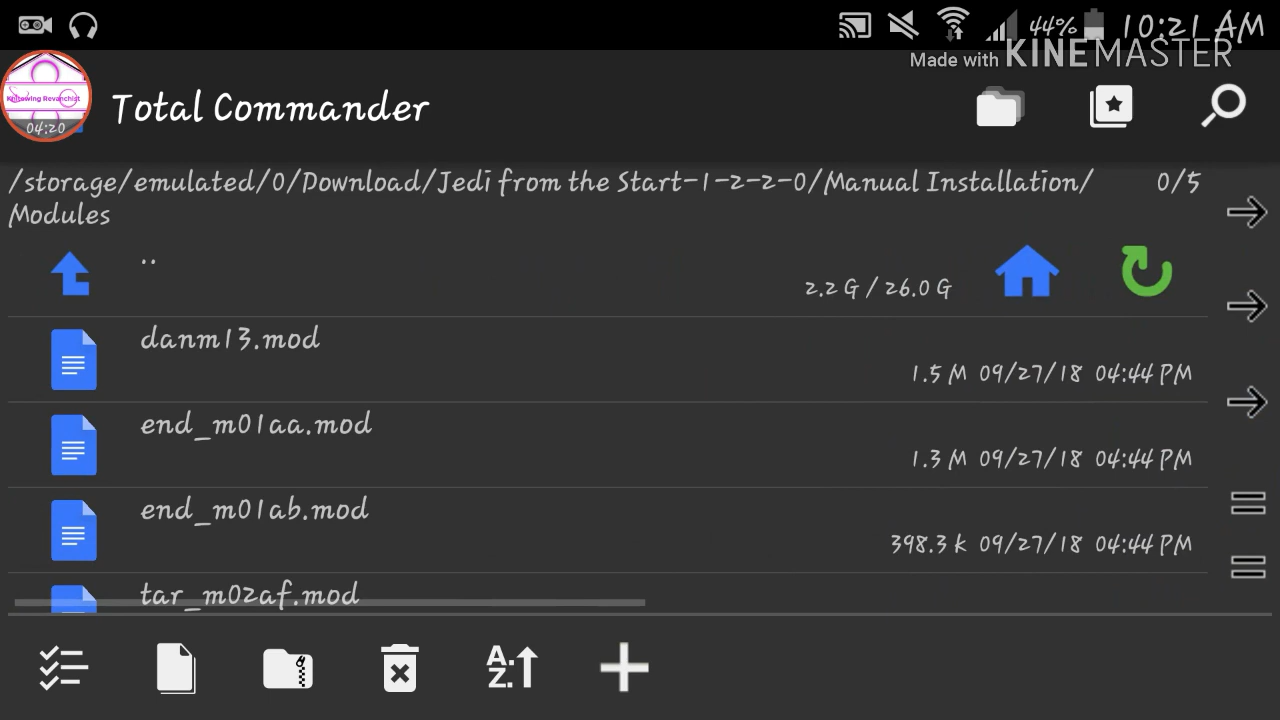 44% 10:21 AM
Made with KINEMASTER
Knitewing Revanchist
04:20
Total Commander
/storage/emulated/0/Download/Jedi from the Start-1-2-2-0/Manual Installation/ 0/5
Modules
..
2.2 G / 26.0 G
danm13.mod
1.5 M 09/27/18 04:44 PM
end_m01aa.mod
1.3 M 09/27/18 04:44 PM
end_m01ab.mod
398.3 k 09/27/18 04:44 PM
tar_m02af.mod
A.
Z.